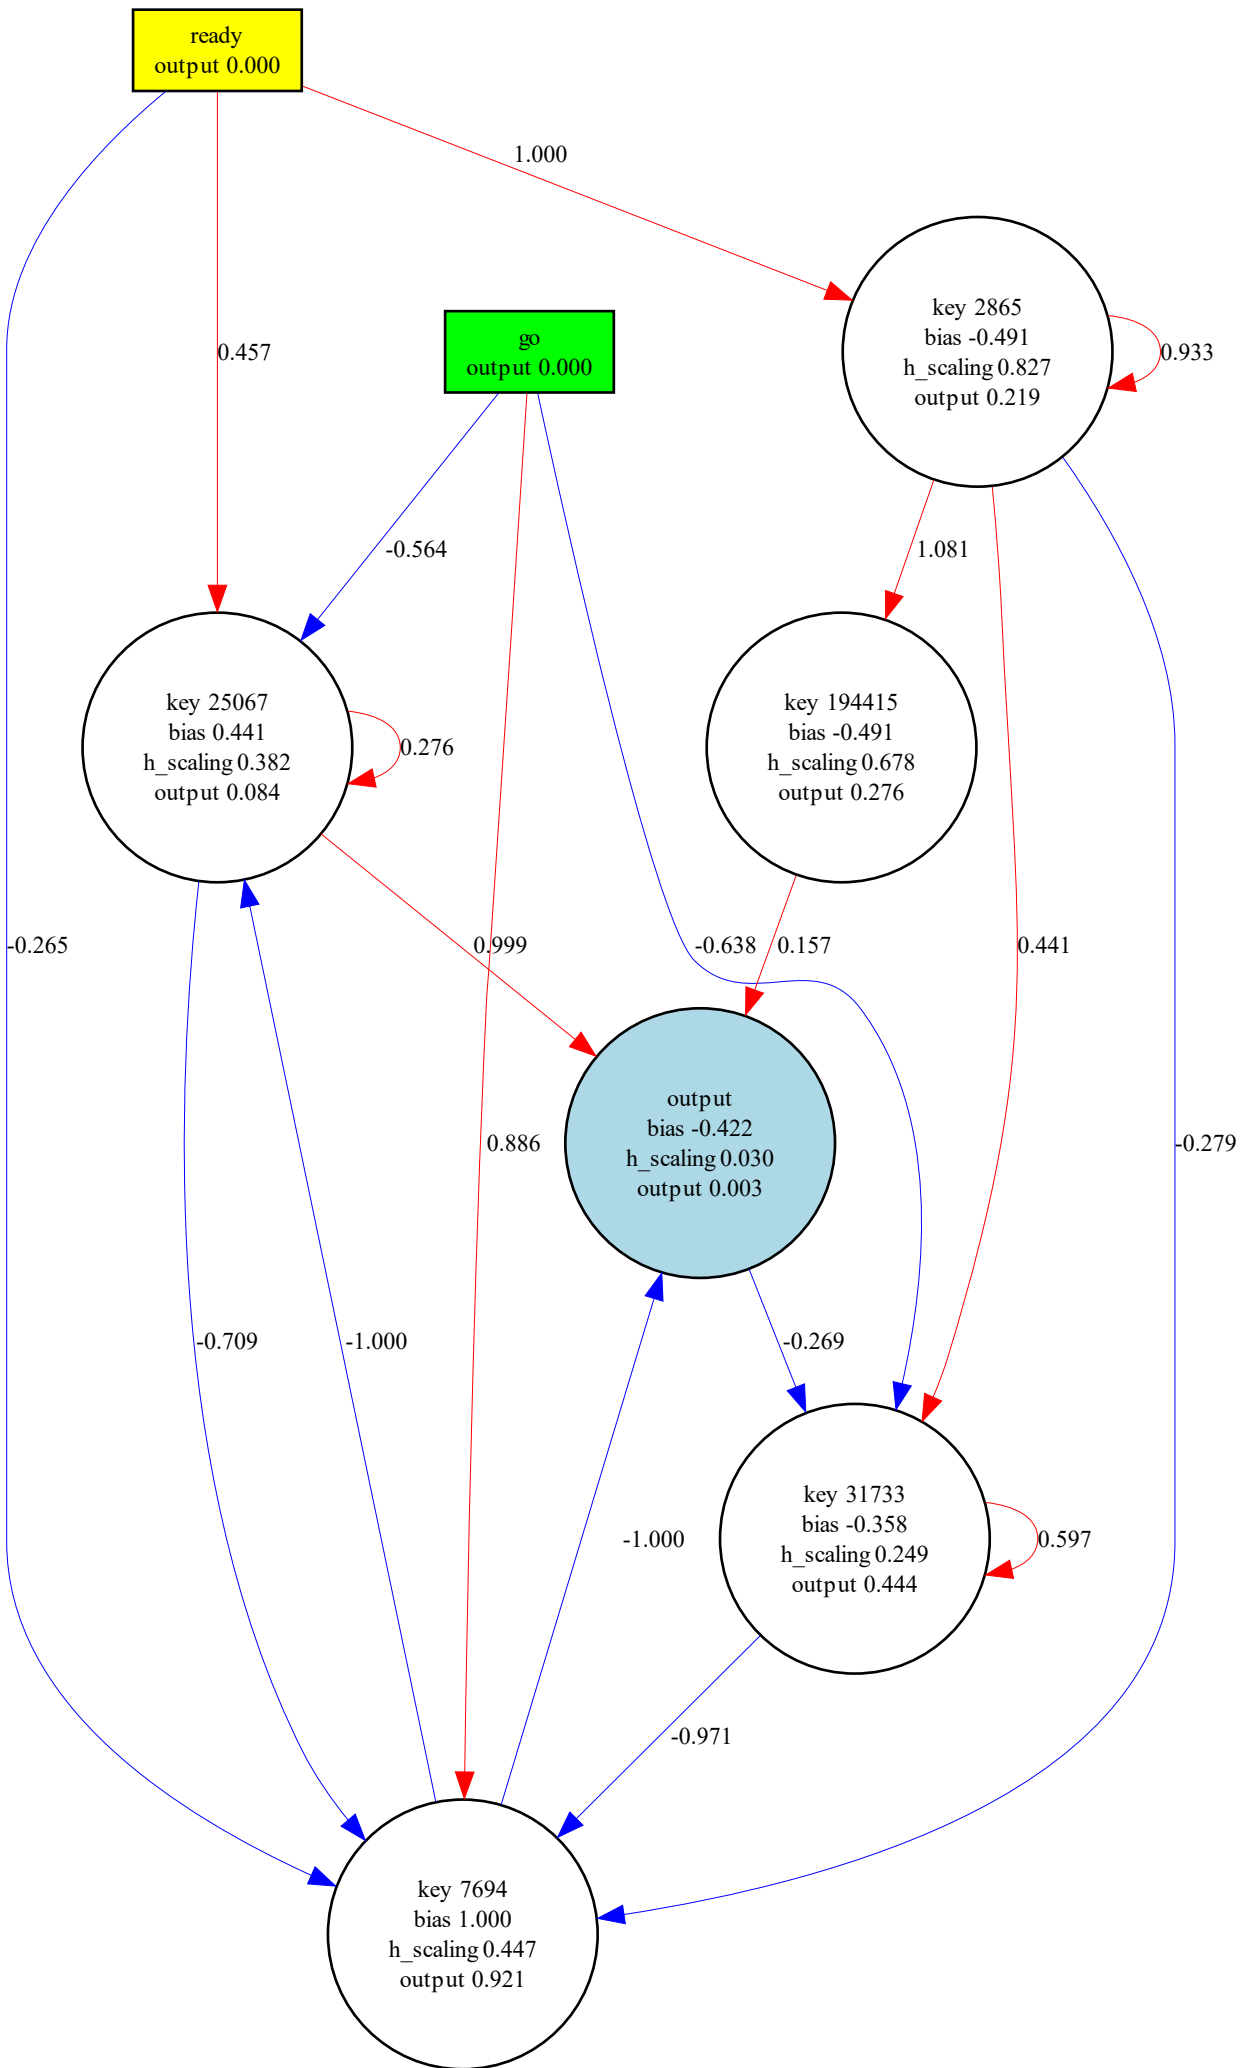 ready
output 0.000
1.000
go
output 0.000
key 2865
bias -0.491
h_scaling 0.827
output 0.219
0.457
0.933
-0.564
1.081
key 25067
bias 0.441
h_scaling 0.382
output 0.084
0.276
key 194415
bias -0.491
h_scaling 0.678
output 0.276
-0.265
0.999
-0.638
0.157
0.441
output
bias -0.422
h_scaling 0.030
output 0.003
0.886
-0.279
-0.709
-1.000
-0.269
key 31733
bias -0.358
h_scaling 0.249
output 0.444
-1.000
0.597
-0.971
key 7694
bias 1.000
h_scaling 0.447
output 0.921